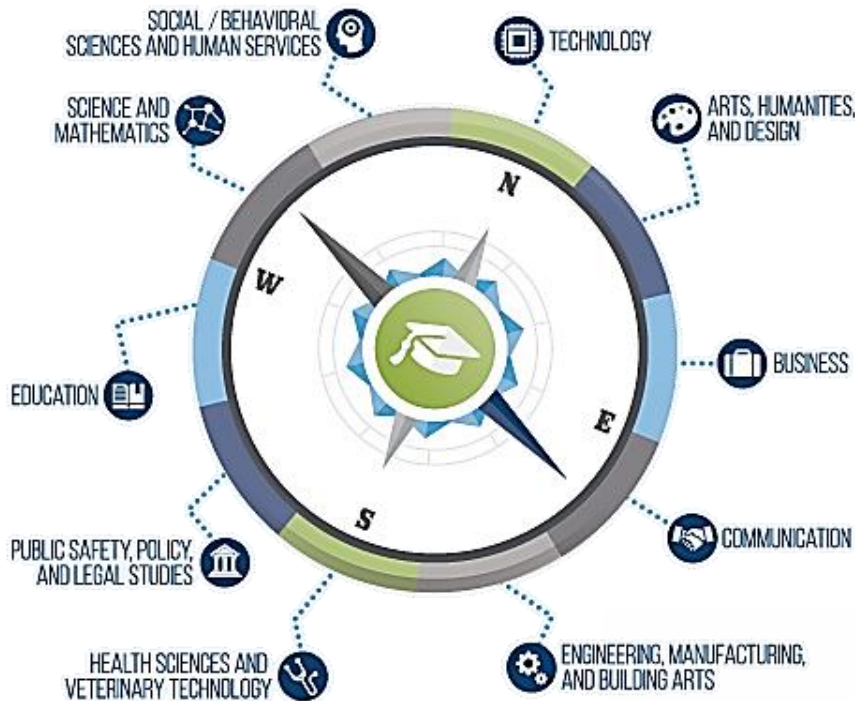 SOCIAL / BEHAVIORAL
SCIENCES AND HUMAN SERVICES
TECHNOLOGY
SCIENCE AND
MATHEMATICS
ARTS, HUMANITIES,
AND DESIGN
N
W
EDUCATION
BUSINESS
E
S
PUBLIC SAFETY, POLICY,
AND LEGAL STUDIES
COMMUNICATION
HEALTH SCIENCES AND
VETERINARY TECHNOLOGY
ENGINEERING, MANUFACTURING,
AND BUILDING ARTS